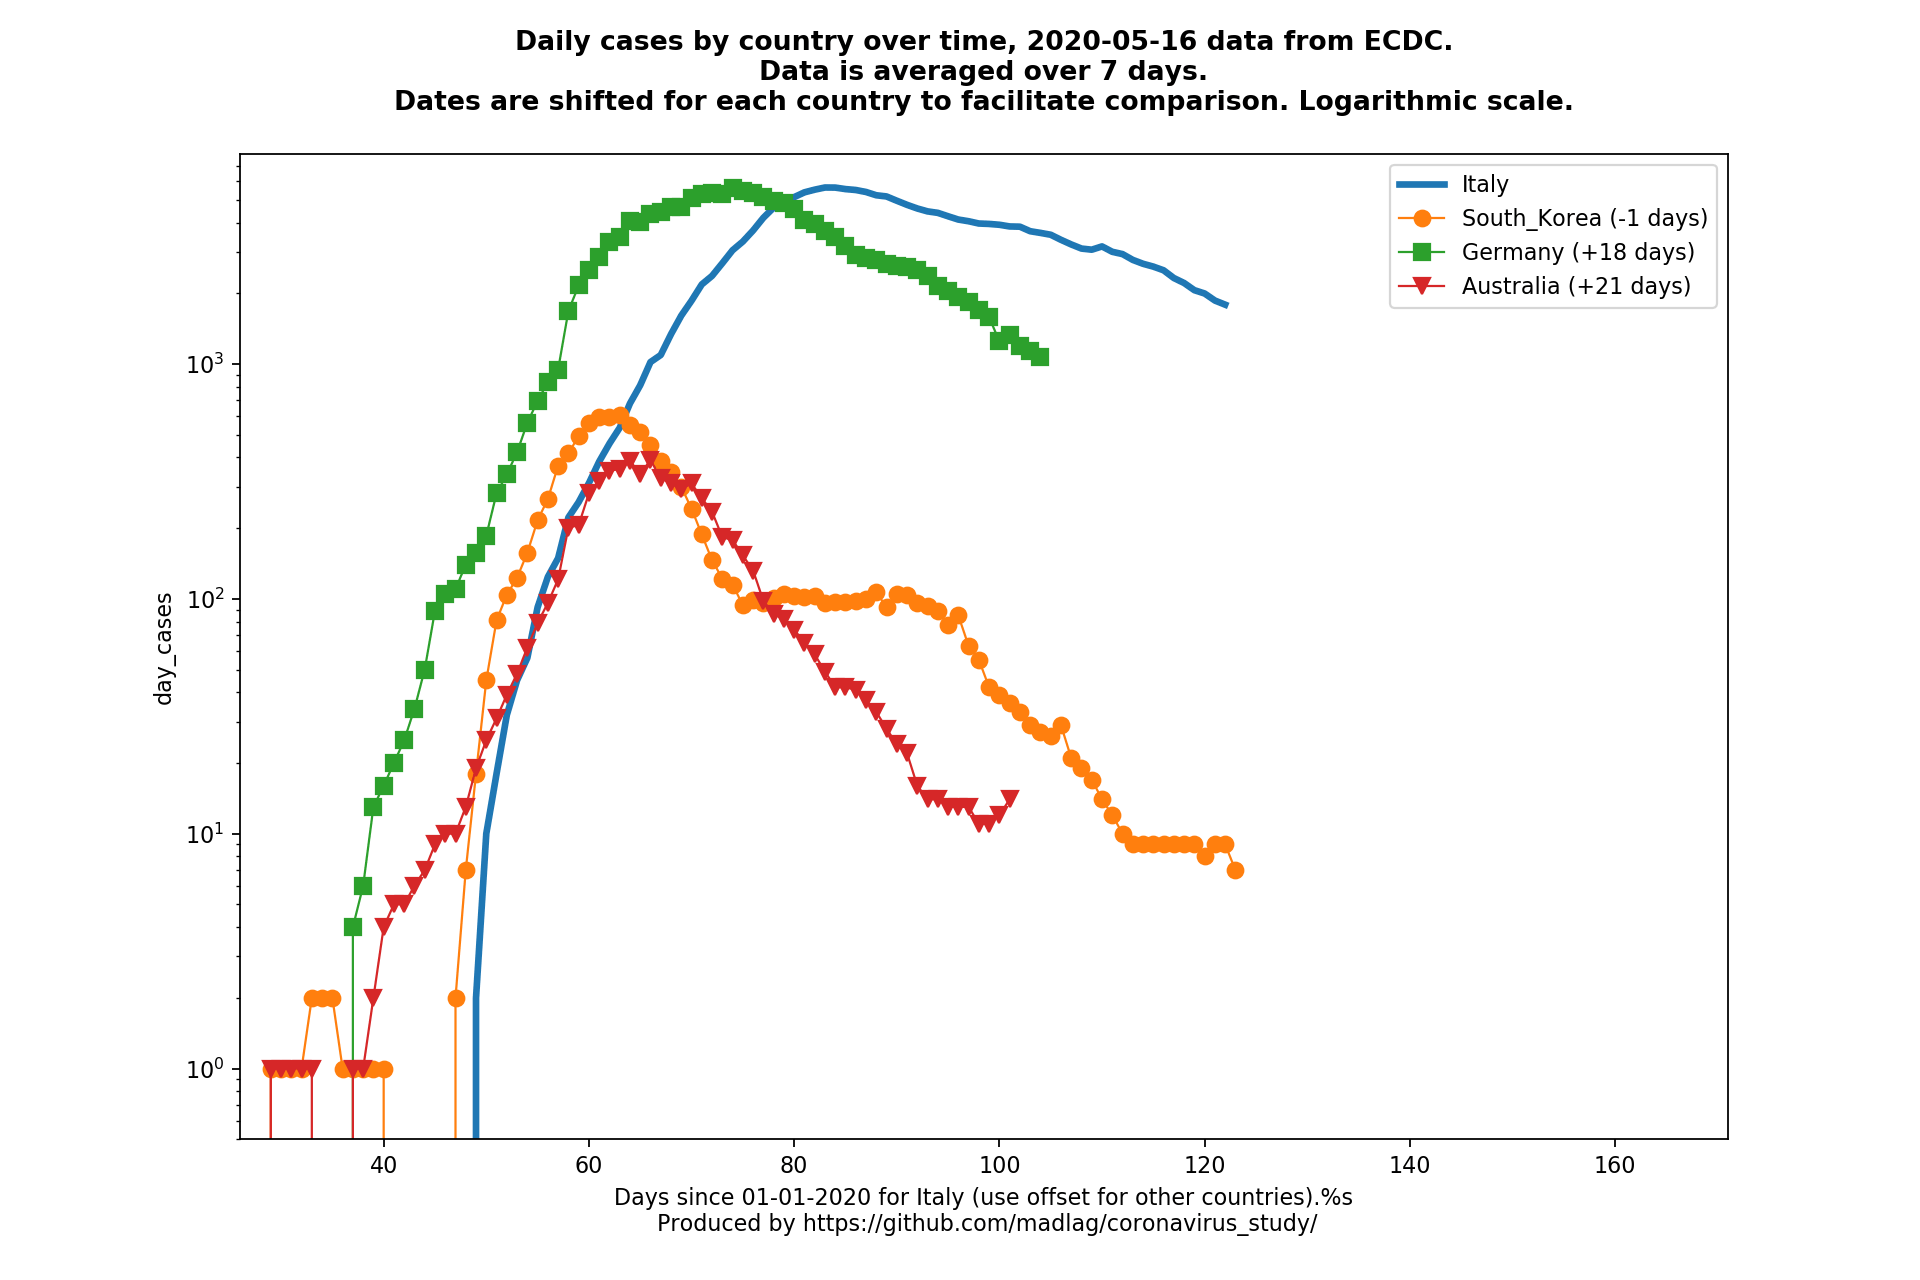 Daily cases by country over time, 2020-05-16 data from ECDC.
Data is averaged over 7 days.
Dates are shifted for each country to facilitate comparison. Logarithmic scale.
Italy
South_Korea (-1 days)
Germany (+18 days)
Australia (+21 days)
10³
10²
10¹
10⁰
day_cases
40 60 80 100 120 140 160
Days since 01-01-2020 for Italy (use offset for other countries).%s
Produced by https://github.com/madlag/coronavirus_study/